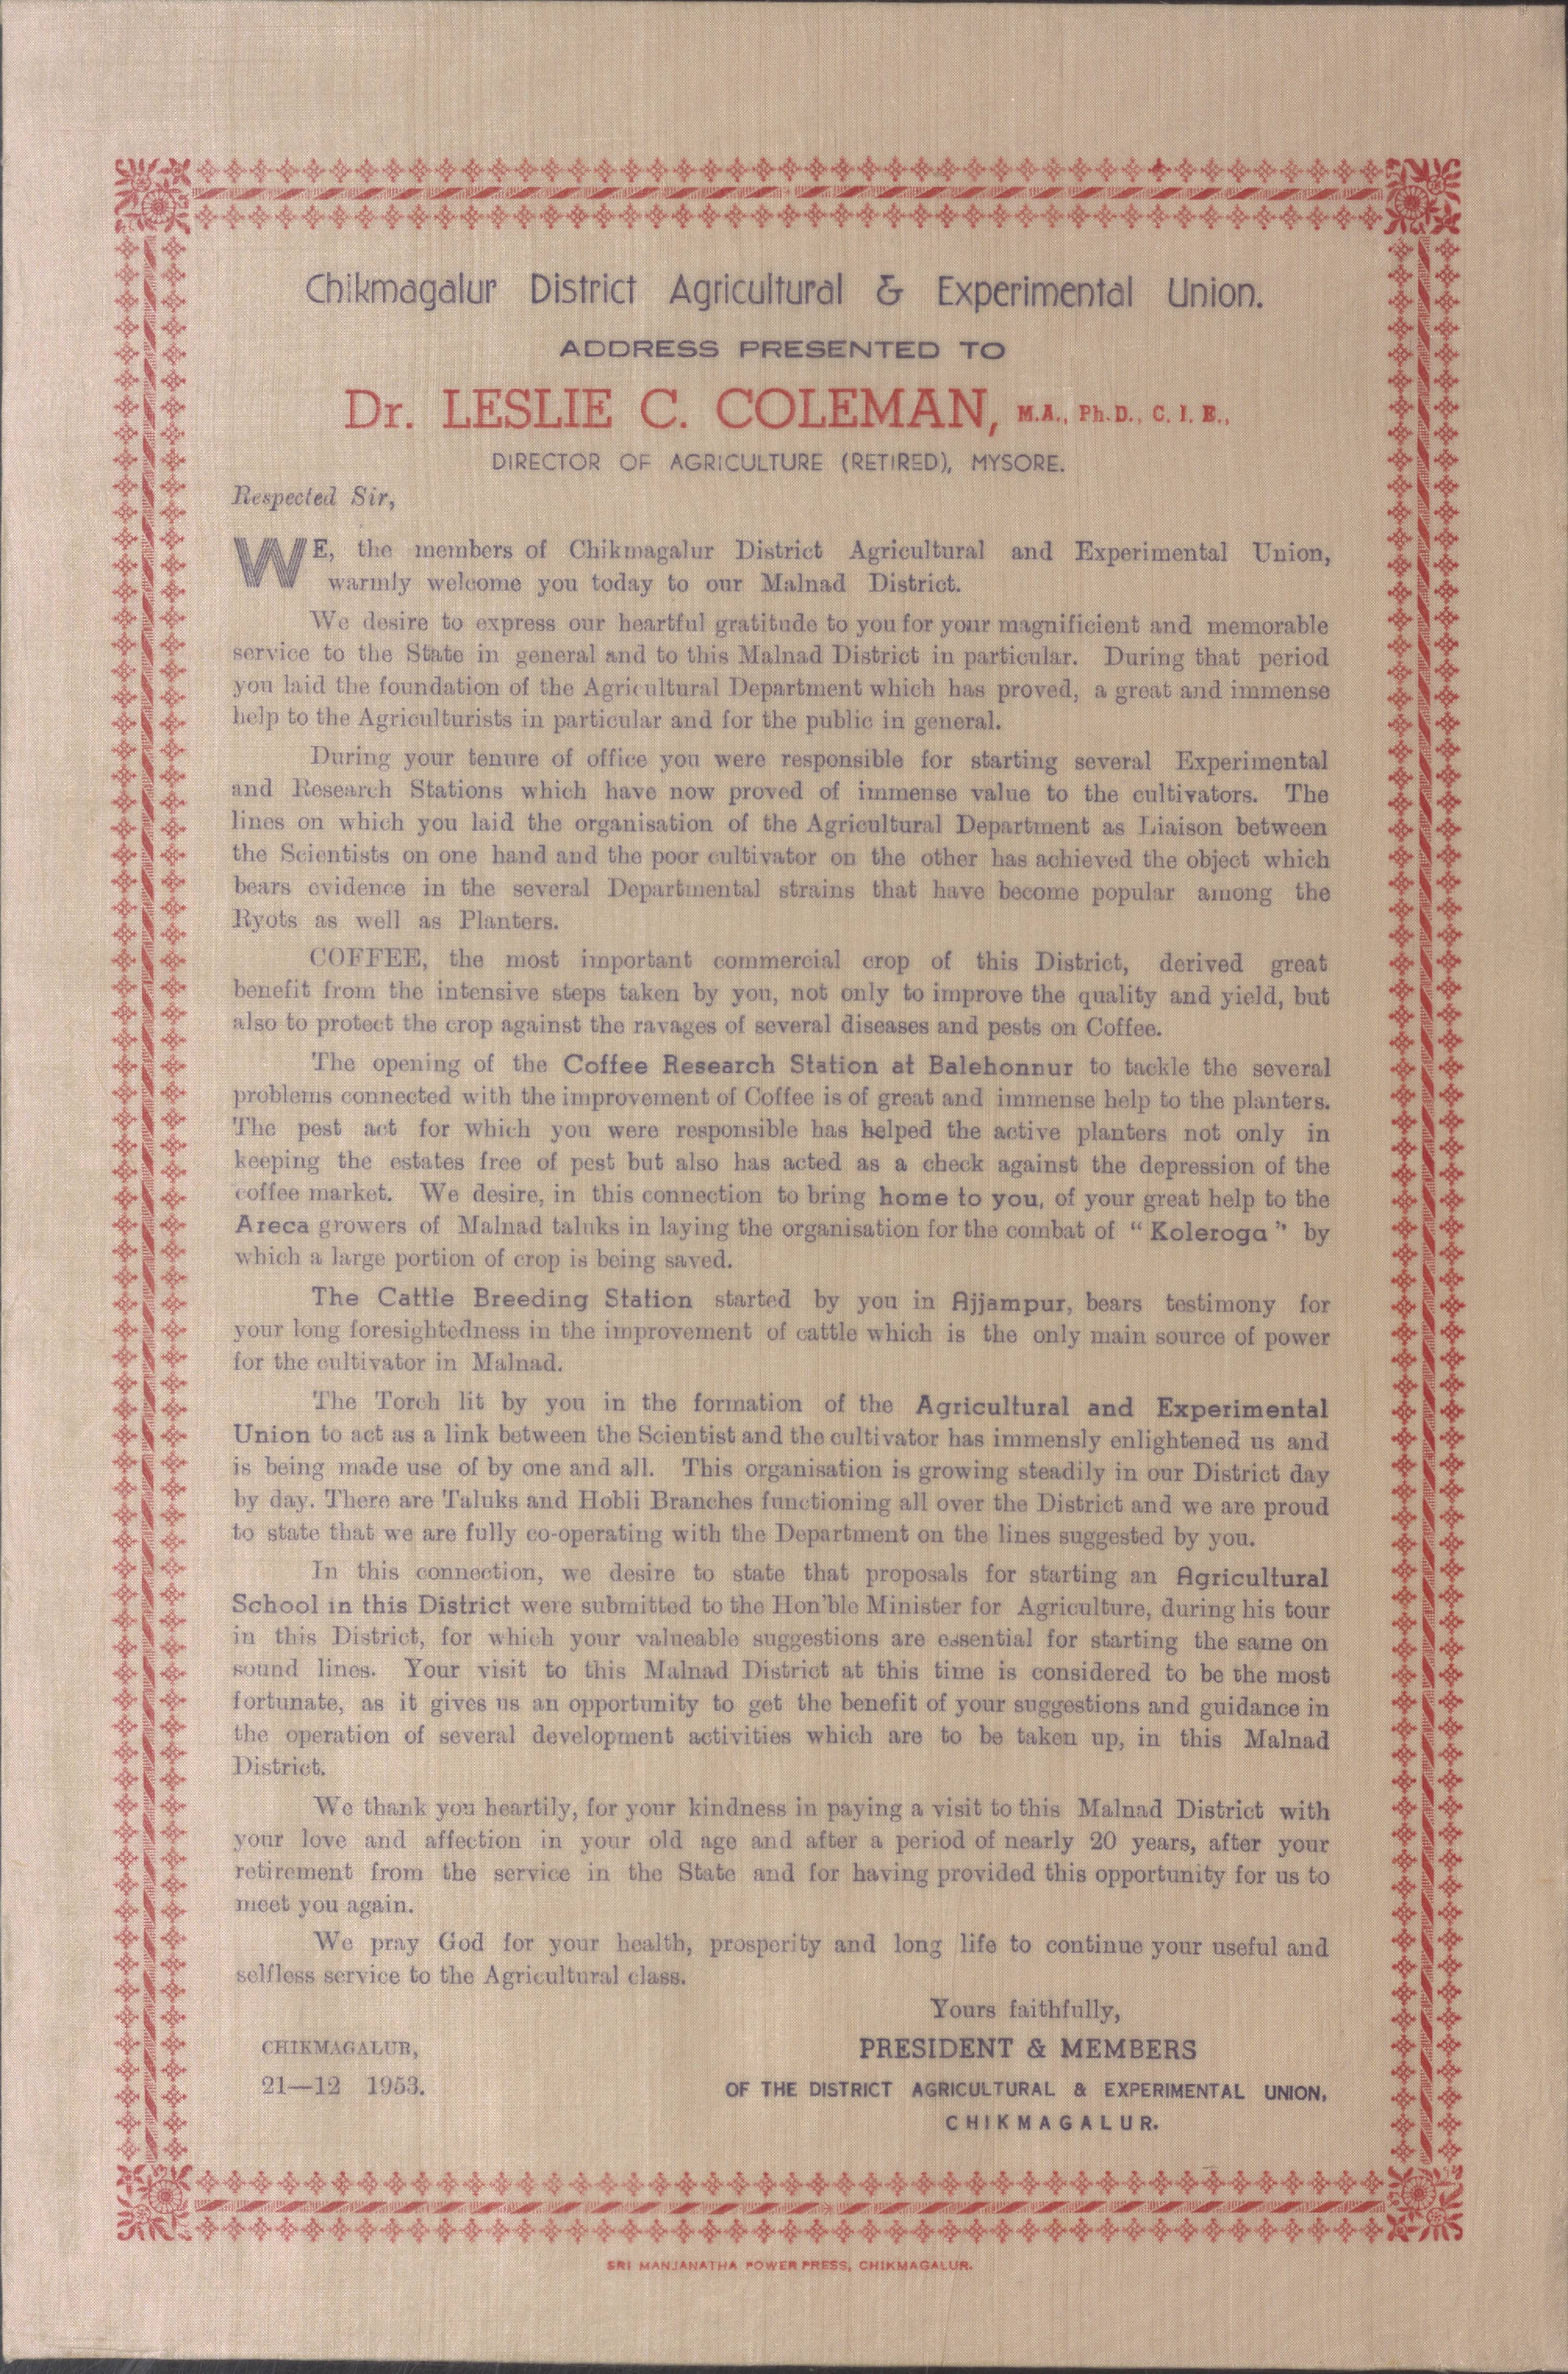 Chikmagalur District Agricultural & Experimental Union.
ADDRESS PRESENTED TO
Dr. LESLIE C. COLEMAN, M.A., Ph.D., C. I. E.,
DIRECTOR OF AGRICULTURE (RETIRED), MYSORE.
Respected Sir,
WE, the members of Chikmagalur District Agricultural and Experimental Union,
warmly welcome you today to our Malnad District.
We desire to express our heartful gratitude to you for your magnificient and memorable
service to the State in general and to this Malnad District in particular. During that period
you laid the foundation of the Agricultural Department which has proved, a great and immense
help to the Agriculturists in particular and for the public in general.
During your tenure of office you were responsible for starting several Experimental
and Research Stations which have now proved of immense value to the cultivators. The
lines on which you laid the organisation of the Agricultural Department as Liaison between
the Scientists on one hand and the poor cultivator on the other has achieved the object which
bears evidence in the several Departmental strains that have become popular among the
Ryots as well as Planters.
COFFEE, the most important commercial crop of this District, derived great
benefit from the intensive steps taken by you, not only to improve the quality and yield, but
also to protect the crop against the ravages of several diseases and pests on Coffee.
The opening of the Coffee Research Station at Balehonnur to tackle the several
problems connected with the improvement of Coffee is of great and immense help to the planters.
The pest act for which you were responsible has helped the active planters not only in
keeping the estates free of pest but also has acted as a check against the depression of the
coffee market. We desire, in this connection to bring home to you, of your great help to the
Areca growers of Malnad taluks in laying the organisation for the combat of “ Koleroga ” by
which a large portion of crop is being saved.
The Cattle Breeding Station started by you in Ajjampur, bears testimony for
your long foresightedness in the improvement of cattle which is the only main source of power
for the cultivator in Malnad.
The Torch lit by you in the formation of the Agricultural and Experimental
Union to act as a link between the Scientist and the cultivator has immensly enlightened us and
is being made use of by one and all. This organisation is growing steadily in our District day
by day. There are Taluks and Hobli Branches functioning all over the District and we are proud
to state that we are fully co-operating with the Department on the lines suggested by you.
In this connection, we desire to state that proposals for starting an Agricultural
School in this District were submitted to the Hon'ble Minister for Agriculture, during his tour
in this District, for which your valueable suggestions are essential for starting the same on
sound lines. Your visit to this Malnad District at this time is considered to be the most
fortunate, as it gives us an opportunity to get the benefit of your suggestions and guidance in
the operation of several development activities which are to be taken up, in this Malnad
District.
We thank you heartily, for your kindness in paying a visit to this Malnad District with
your love and affection in your old age and after a period of nearly 20 years, after your
retirement from the service in the State and for having provided this opportunity for us to
meet you again.
We pray God for your health, prosperity and long life to continue your useful and
selfless service to the Agricultural class.
Yours faithfully,
CHIKMAGALUR,
PRESIDENT & MEMBERS
21—12 1953.
OF THE DISTRICT AGRICULTURAL & EXPERIMENTAL UNION,
CHIKMAGALUR.
SRI MANJANATHA POWER PRESS, CHIKMAGALUR.